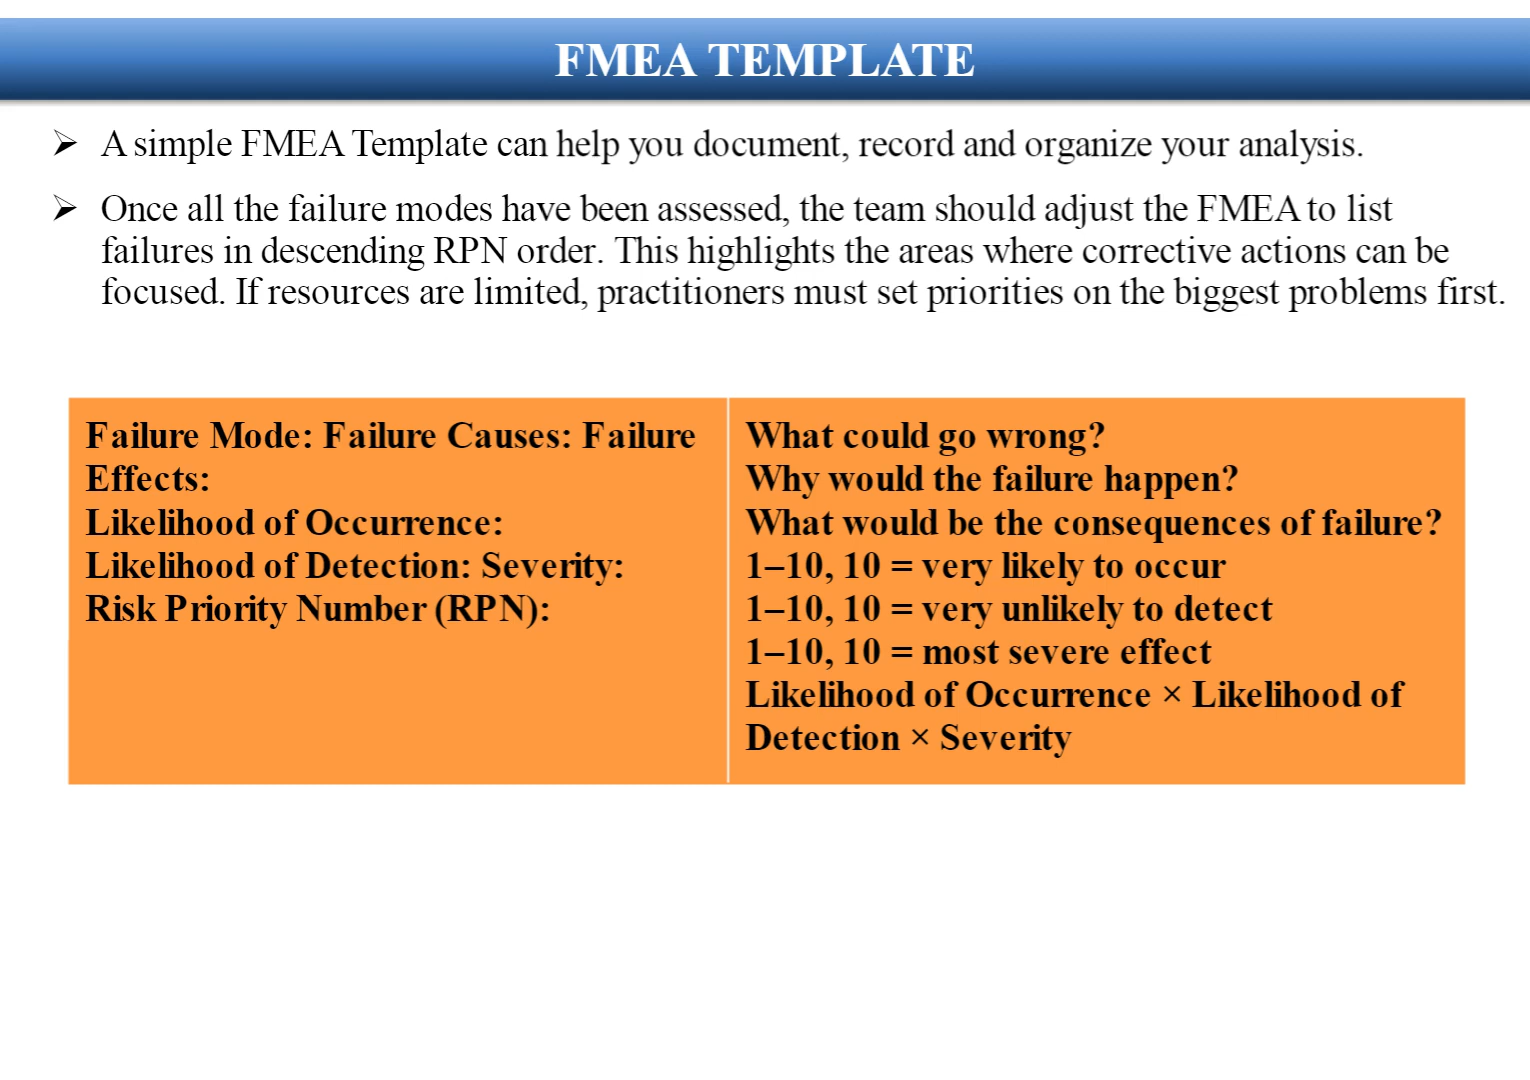 FMEA TEMPLATE
A simple FMEA Template can help you document, record and organize your analysis.
Once all the failure modes have been assessed, the team should adjust the FMEA to list
failures in descending RPN order. This highlights the areas where corrective actions can be
focused. If resources are limited, practitioners must set priorities on the biggest problems first.
Failure Mode: Failure Causes: Failure
Effects:
Likelihood of Occurrence:
Likelihood of Detection: Severity:
Risk Priority Number (RPN):
What could go wrong?
Why would the failure happen?
What would be the consequences of failure?
1–10, 10 = very likely to occur
1–10, 10 = very unlikely to detect
1–10, 10 = most severe effect
Likelihood of Occurrence × Likelihood of
Detection × Severity